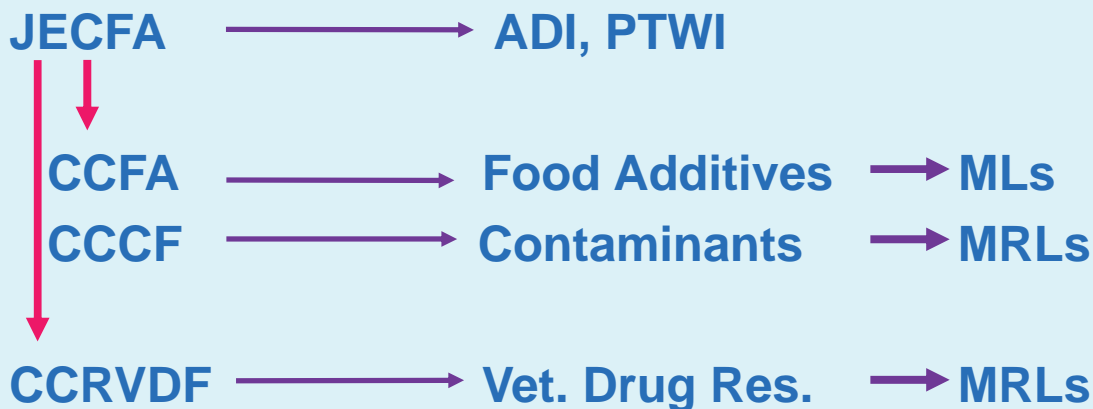 JECFA ADI, PTWI
CCFA Food Additives MLs
CCCF Contaminants MRLs
CCRVDF Vet. Drug Res. MRLs